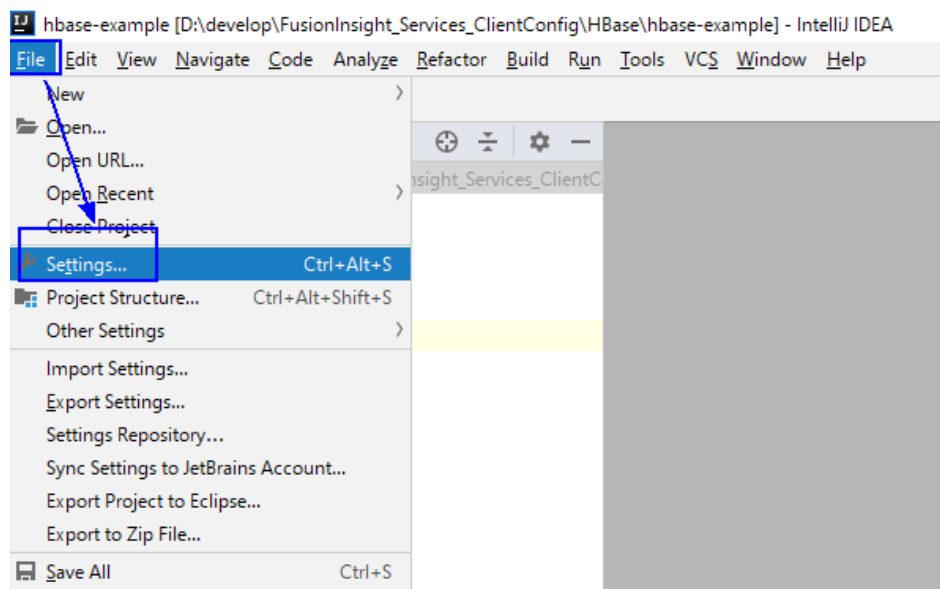 hbase-example [D:\develop\FusionInsight_Services_ClientConfig\HBase\hbase-example] - IntelliJ IDEA
File Edit View Navigate Code Analyze Refactor Build Run Tools VCS Window Help
New
Open...
Open URL...
nsight_Services_ClientC
Open Recent
Close Project
Settings... Ctrl+Alt+S
Project Structure... Ctrl+Alt+Shift+S
Other Settings
Import Settings...
Export Settings...
Settings Repository...
Sync Settings to JetBrains Account...
Export Project to Eclipse...
Export to Zip File...
Save All Ctrl+S